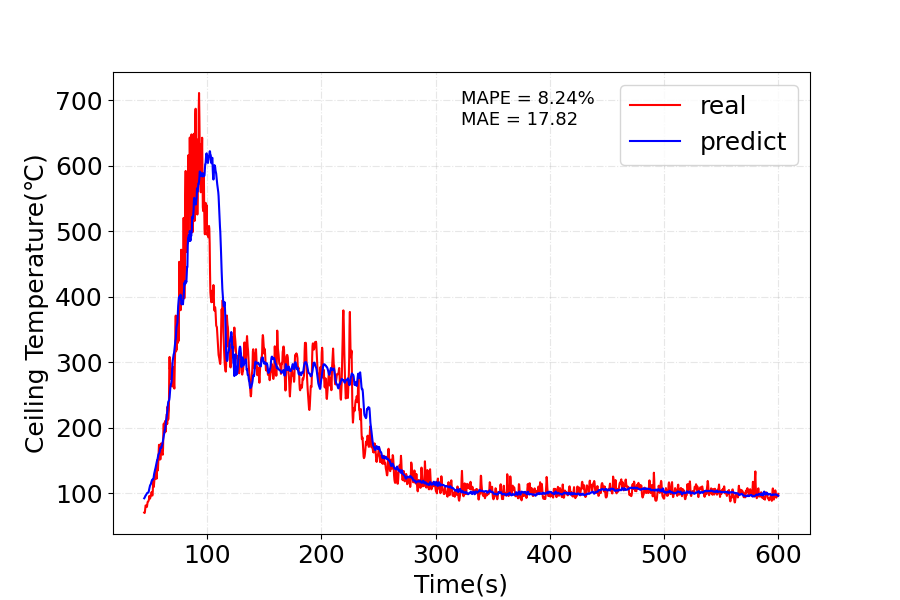 MAPE = 8.24%
MAE = 17.82
real
predict
700
600
500
400
300
200
100
Ceiling Temperature(℃)
100 200 300 400 500 600
Time(s)